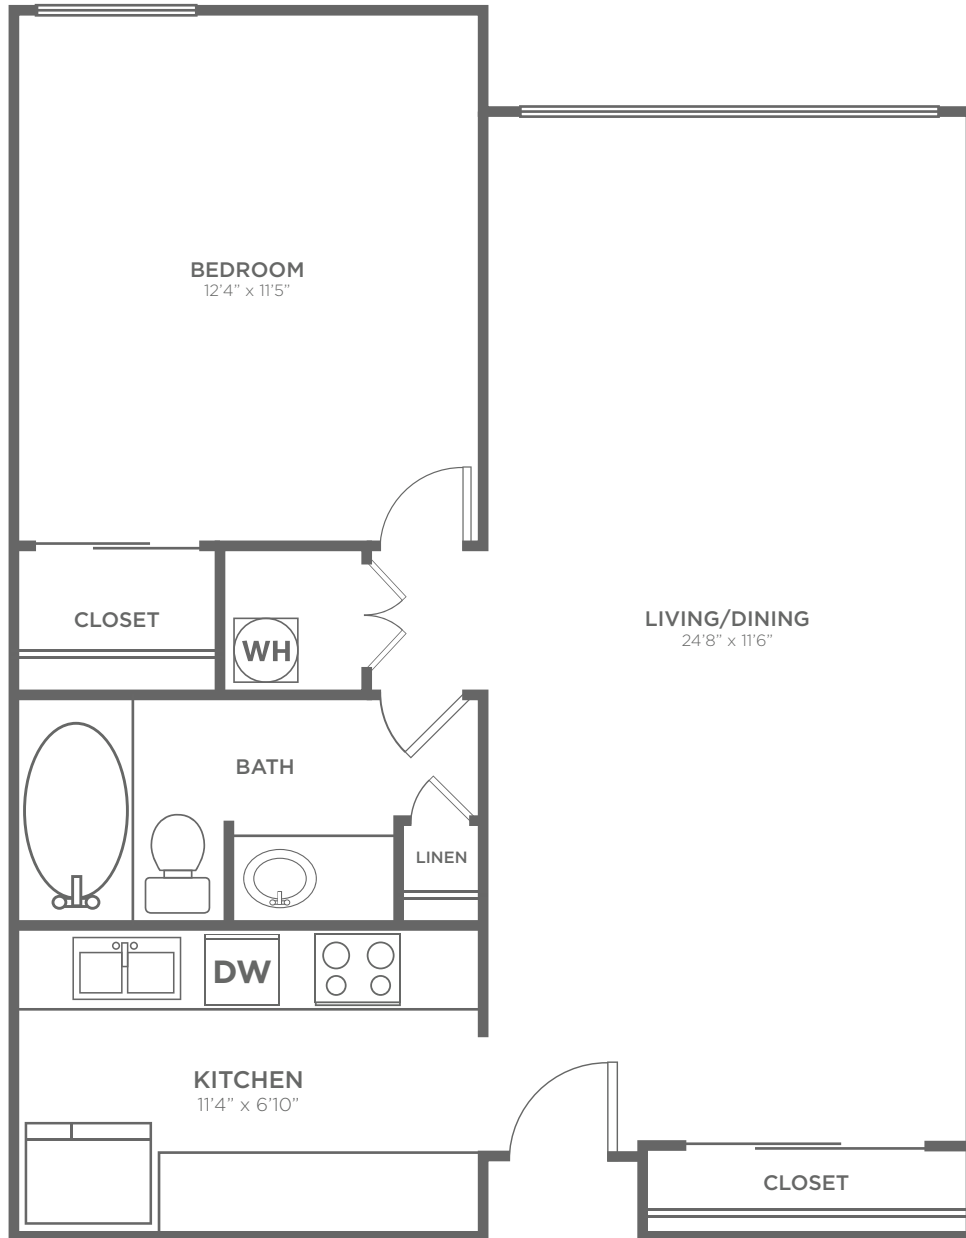 BEDROOM
12'4” x 11'5”
CLOSET
WH
LIVING/DINING
24'8” x 11'6”
BATH
LINEN
DW
KITCHEN
11'4” x 6'10”
CLOSET